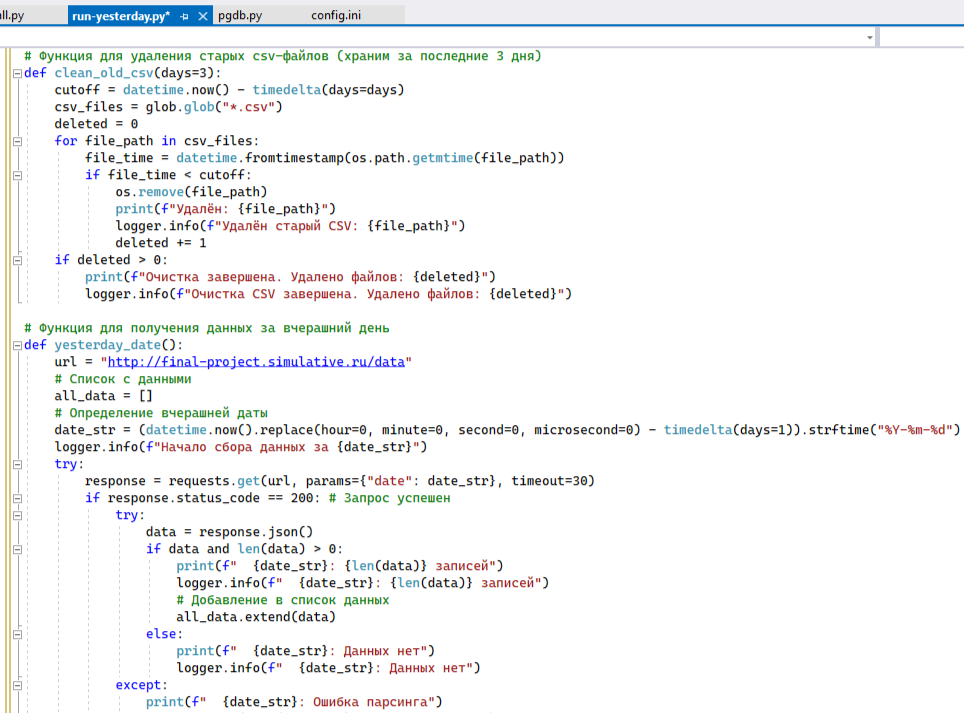 ll.py run-yesterday.py* pgdb.py config.ini
# Функция для удаления старых csv-файлов (храним за последние 3 дня)
def clean_old_csv(days=3):
    cutoff = datetime.now() - timedelta(days=days)
    csv_files = glob.glob("*.csv")
    deleted = 0
    for file_path in csv_files:
        file_time = datetime.fromtimestamp(os.path.getmtime(file_path))
        if file_time < cutoff:
            os.remove(file_path)
            print(f"Удалён: {file_path}")
            logger.info(f"Удалён старый CSV: {file_path}")
            deleted += 1
    if deleted > 0:
        print(f"Очистка завершена. Удалено файлов: {deleted}")
        logger.info(f"Очистка CSV завершена. Удалено файлов: {deleted}")
# Функция для получения данных за вчерашний день
def yesterday_date():
    url = "http://final-project.simulative.ru/data"
    # Список с данными
    all_data = []
    # Определение вчерашней даты
    date_str = (datetime.now().replace(hour=0, minute=0, second=0, microsecond=0) - timedelta(days=1)).strftime("%Y-%m-%d")
    logger.info(f"Начало сбора данных за {date_str}")
    try:
        response = requests.get(url, params={"date": date_str}, timeout=30)
        if response.status_code == 200: # Запрос успешен
            try:
                data = response.json()
                if data and len(data) > 0:
                    print(f"  {date_str}: {len(data)} записей")
                    logger.info(f"  {date_str}: {len(data)} записей")
                    # Добавление в список данных
                    all_data.extend(data)
                else:
                    print(f"  {date_str}: Данных нет")
                    logger.info(f"  {date_str}: Данных нет")
            except:
                print(f"  {date_str}: Ошибка парсинга")